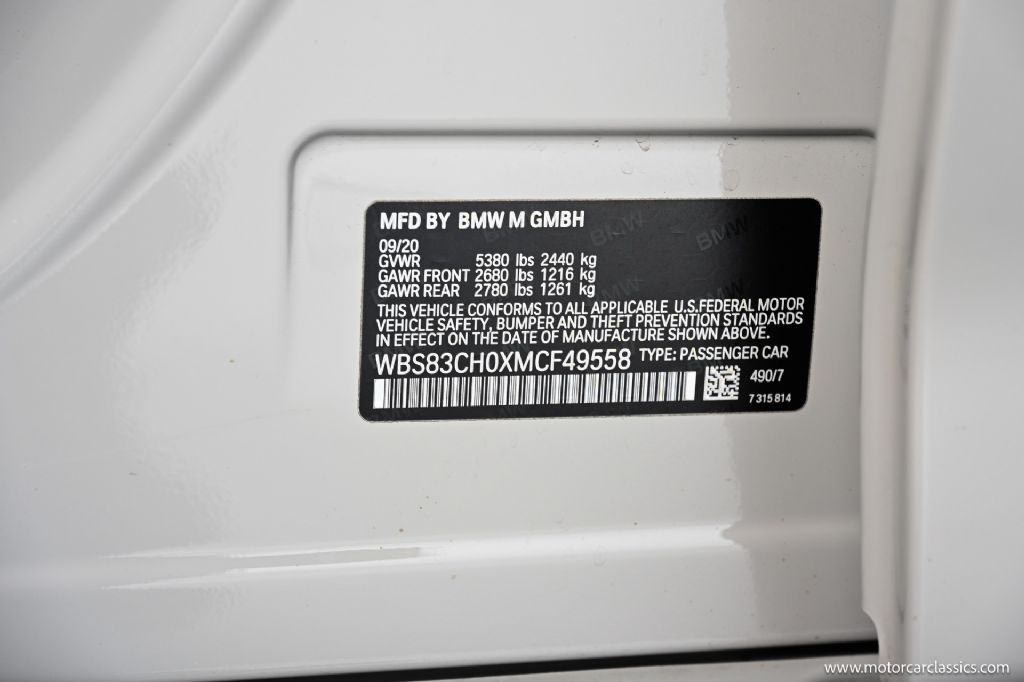 MFD BY BMW M GMBH
09/20
GVWR 5380 lbs 2440 kg
GAWR FRONT 2680 lbs 1216 kg
GAWR REAR 2780 lbs 1261 kg
THIS VEHICLE CONFORMS TO ALL APPLICABLE U.S.FEDERAL MOTOR
VEHICLE SAFETY, BUMPER AND THEFT PREVENTION STANDARDS
IN EFFECT ON THE DATE OF MANUFACTURE SHOWN ABOVE.
WBS83CH0XMCF49558 TYPE: PASSENGER CAR
490/7
7 315 814
www.motorcarclassics.com